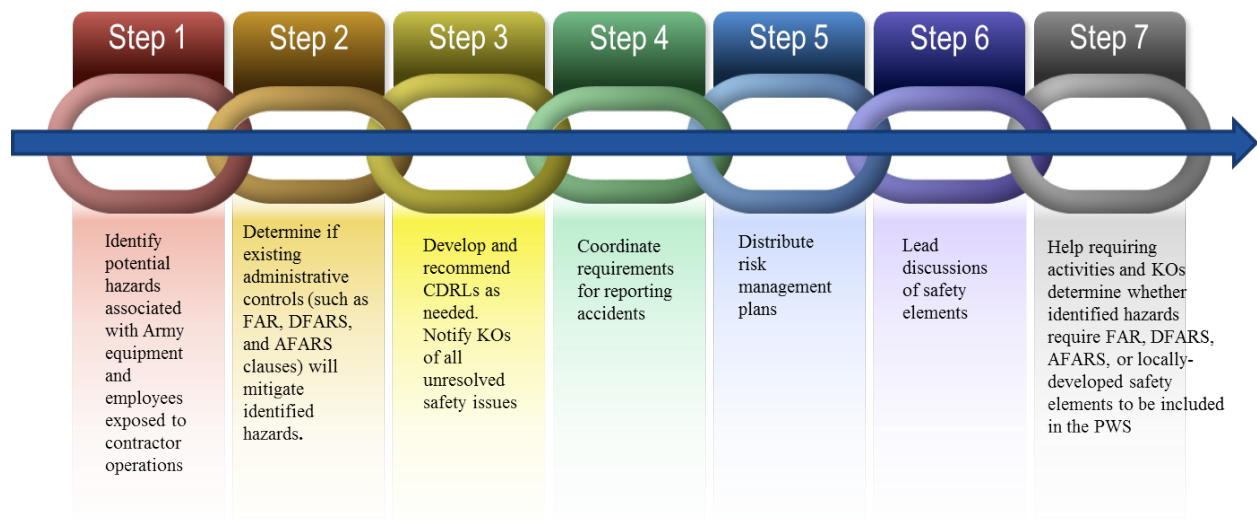 Step 1
Identify
potential
hazards
associated
with Army
equipment
and
employees
exposed to
contractor
operations
Step 2
Determine if
existing
administrative
controls (such as
FAR, DFARS,
and AFARS
clauses) will
mitigate
identified
hazards.
Step 3
Develop and
recommend
CDRLs as
needed.
Notify KOs
of all
unresolved
safety issues
Step 4
Coordinate
requirements
for reporting
accidents
Step 5
Distribute
risk
management
plans
Step 6
Lead
discussions
of safety
elements
Step 7
Help requiring
activities and KOs
determine whether
identified hazards
require FAR, DFARS,
AFARS, or locally-
developed safety
elements to be included
in the PWS